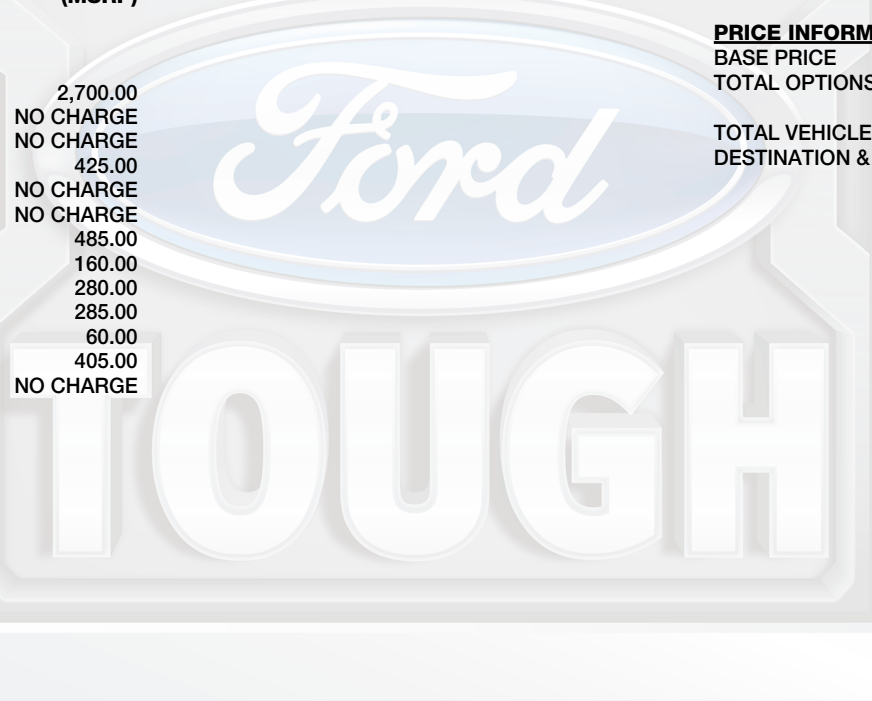 (MSRP)
2,700.00
NO CHARGE
NO CHARGE
425.00
NO CHARGE
NO CHARGE
485.00
160.00
280.00
285.00
60.00
405.00
NO CHARGE
PRICE INFORM
BASE PRICE
TOTAL OPTIONS
TOTAL VEHICLE
DESTINATION &
Ford
TOUGH